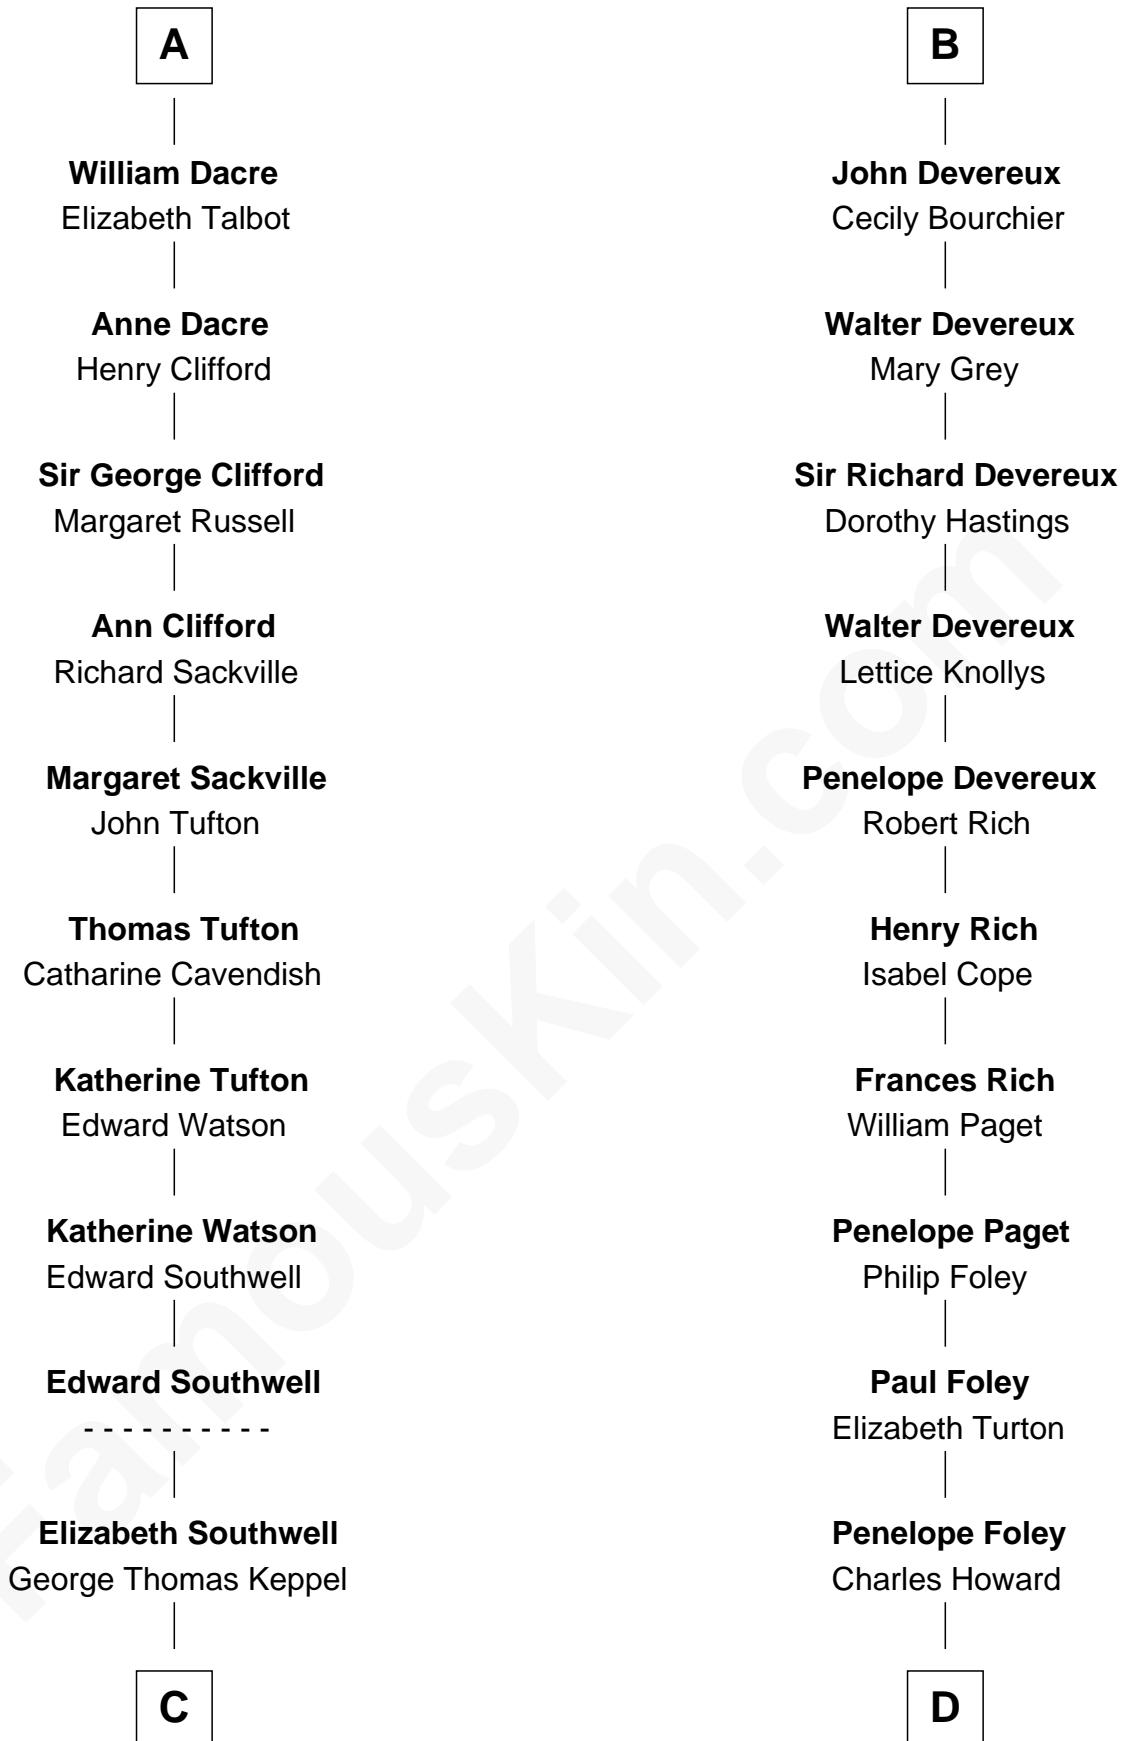 A
William Dacre
Elizabeth Talbot
Anne Dacre
Henry Clifford
Sir George Clifford
Margaret Russell
Ann Clifford
Richard Sackville
Margaret Sackville
John Tufton
Thomas Tufton
Catharine Cavendish
Katherine Tufton
Edward Watson
Katherine Watson
Edward Southwell
Edward Southwell
- - - - - - - - - -
Elizabeth Southwell
George Thomas Keppel
C
B
John Devereux
Cecily Bourchier
Walter Devereux
Mary Grey
Sir Richard Devereux
Dorothy Hastings
Walter Devereux
Lettice Knollys
Penelope Devereux
Robert Rich
Henry Rich
Isabel Cope
Frances Rich
William Paget
Penelope Paget
Philip Foley
Paul Foley
Elizabeth Turton
Penelope Foley
Charles Howard
D
FamousKin.com